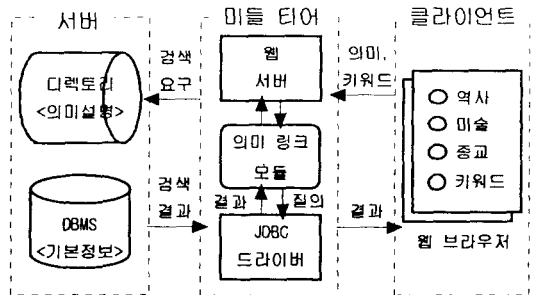 서버
미들 티어
클라이언트
디렉토리
<의미설명>
DBMS
<기본정보>
검색
요구
검색
결과
웹
서버
의미 링크
모듈
결과
질의
JDBC
드라이버
의미,
키워드
결과
역사
미술
종교
키워드
웹 브라우저